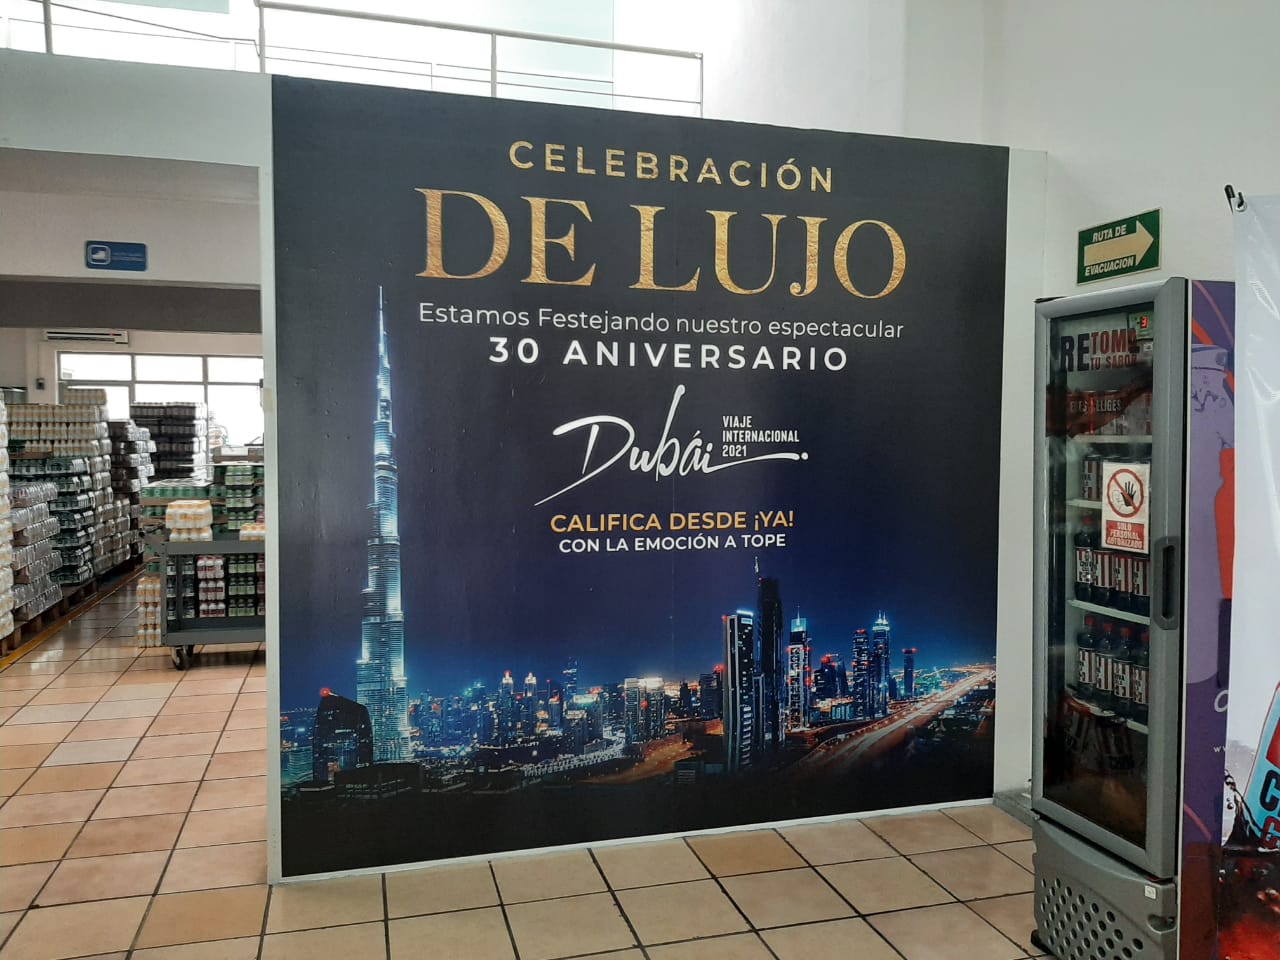 CELEBRACIÓN
DE LUJO
Estamos Festejando nuestro espectacular
30 ANIVERSARIO
Dubái
VIAJE
INTERNACIONAL
2021
CALIFICA DESDE ¡YA!
CON LA EMOCIÓN A TOPE
RUTA DE
EVACUACION
RETOMA
TU SABOR
SOLO
PERSONAL
AUTORIZADO